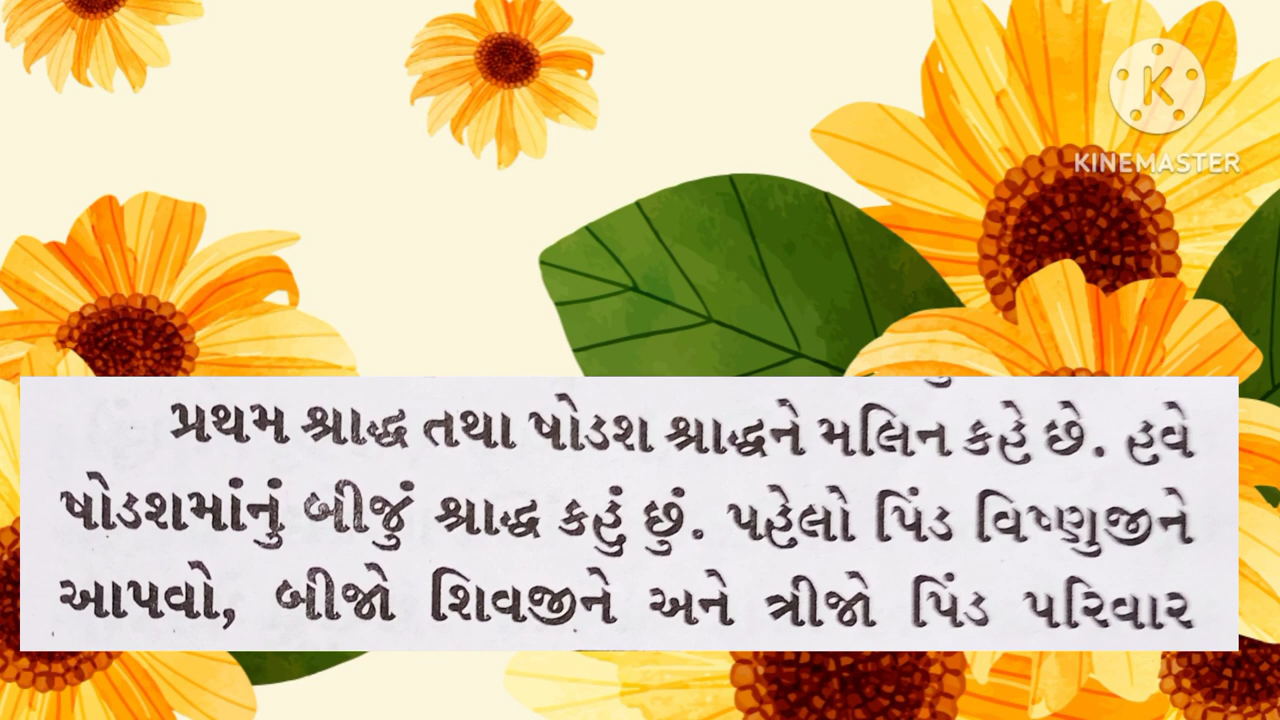 KINEMASTER
પ્રથમ શ્રાદ્ધ તથા ષોડશ શ્રાદ્ધને મલિન કહે છે. હવે
ષોડશમાંનું બીજું શ્રાદ્ધ કહું છું. પહેલો પિંડ વિષ્ણુજીને
આપવો, બીજો શિવજીને અને ત્રીજો પિંડ પરિવાર